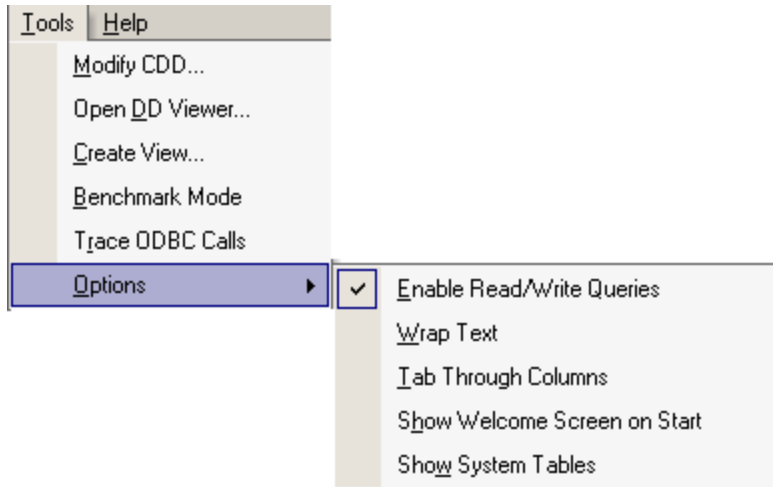 Tools Help
Modify CDD...
Open DD Viewer...
Create View...
Benchmark Mode
Trace ODBC Calls
Options
Enable Read/Write Queries
Wrap Text
Tab Through Columns
Show Welcome Screen on Start
Show System Tables